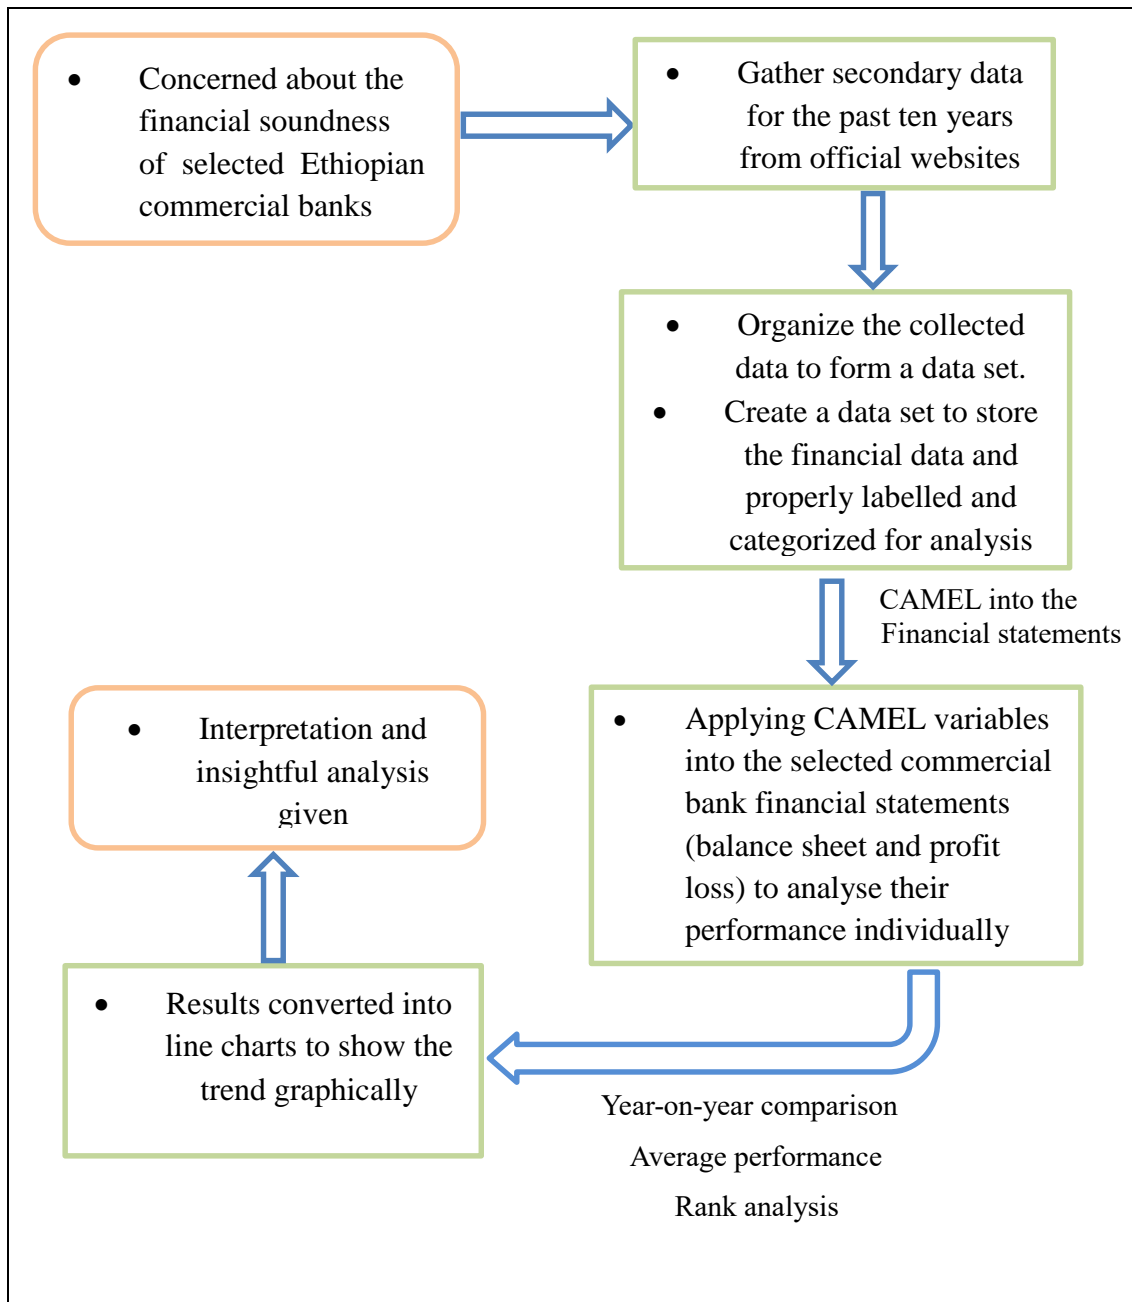 • Concerned about the
financial soundness
of selected Ethiopian
commercial banks
• Gather secondary data
for the past ten years
from official websites
• Organize the collected
data to form a data set.
• Create a data set to store
the financial data and
properly labelled and
categorized for analysis
CAMEL into the
Financial statements
• Applying CAMEL variables
into the selected commercial
bank financial statements
(balance sheet and profit
loss) to analyse their
performance individually
Year-on-year comparison
Average performance
Rank analysis
• Results converted into
line charts to show the
trend graphically
• Interpretation and
insightful analysis
given